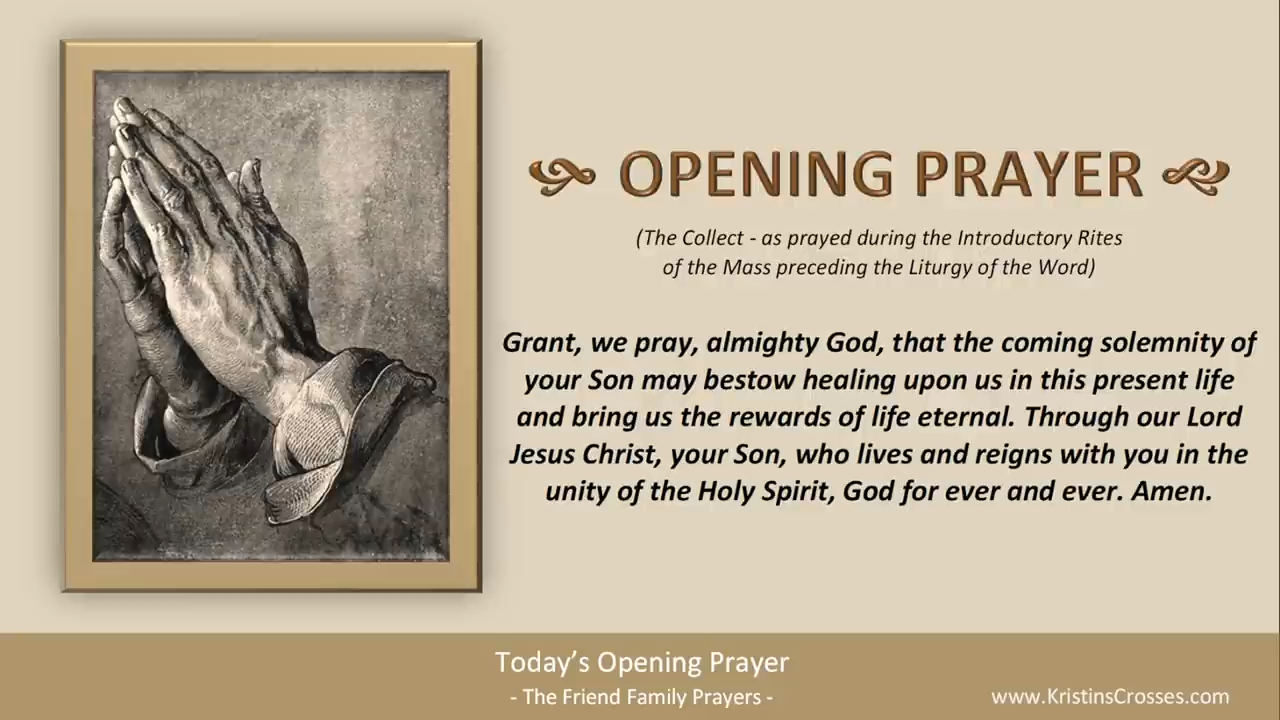 OPENING PRAYER
(The Collect - as prayed during the Introductory Rites
of the Mass preceding the Liturgy of the Word)
Grant, we pray, almighty God, that the coming solemnity of
your Son may bestow healing upon us in this present life
and bring us the rewards of life eternal. Through our Lord
Jesus Christ, your Son, who lives and reigns with you in the
unity of the Holy Spirit, God for ever and ever. Amen.
Today's Opening Prayer
- The Friend Family Prayers -
www.KristinsCrosses.com